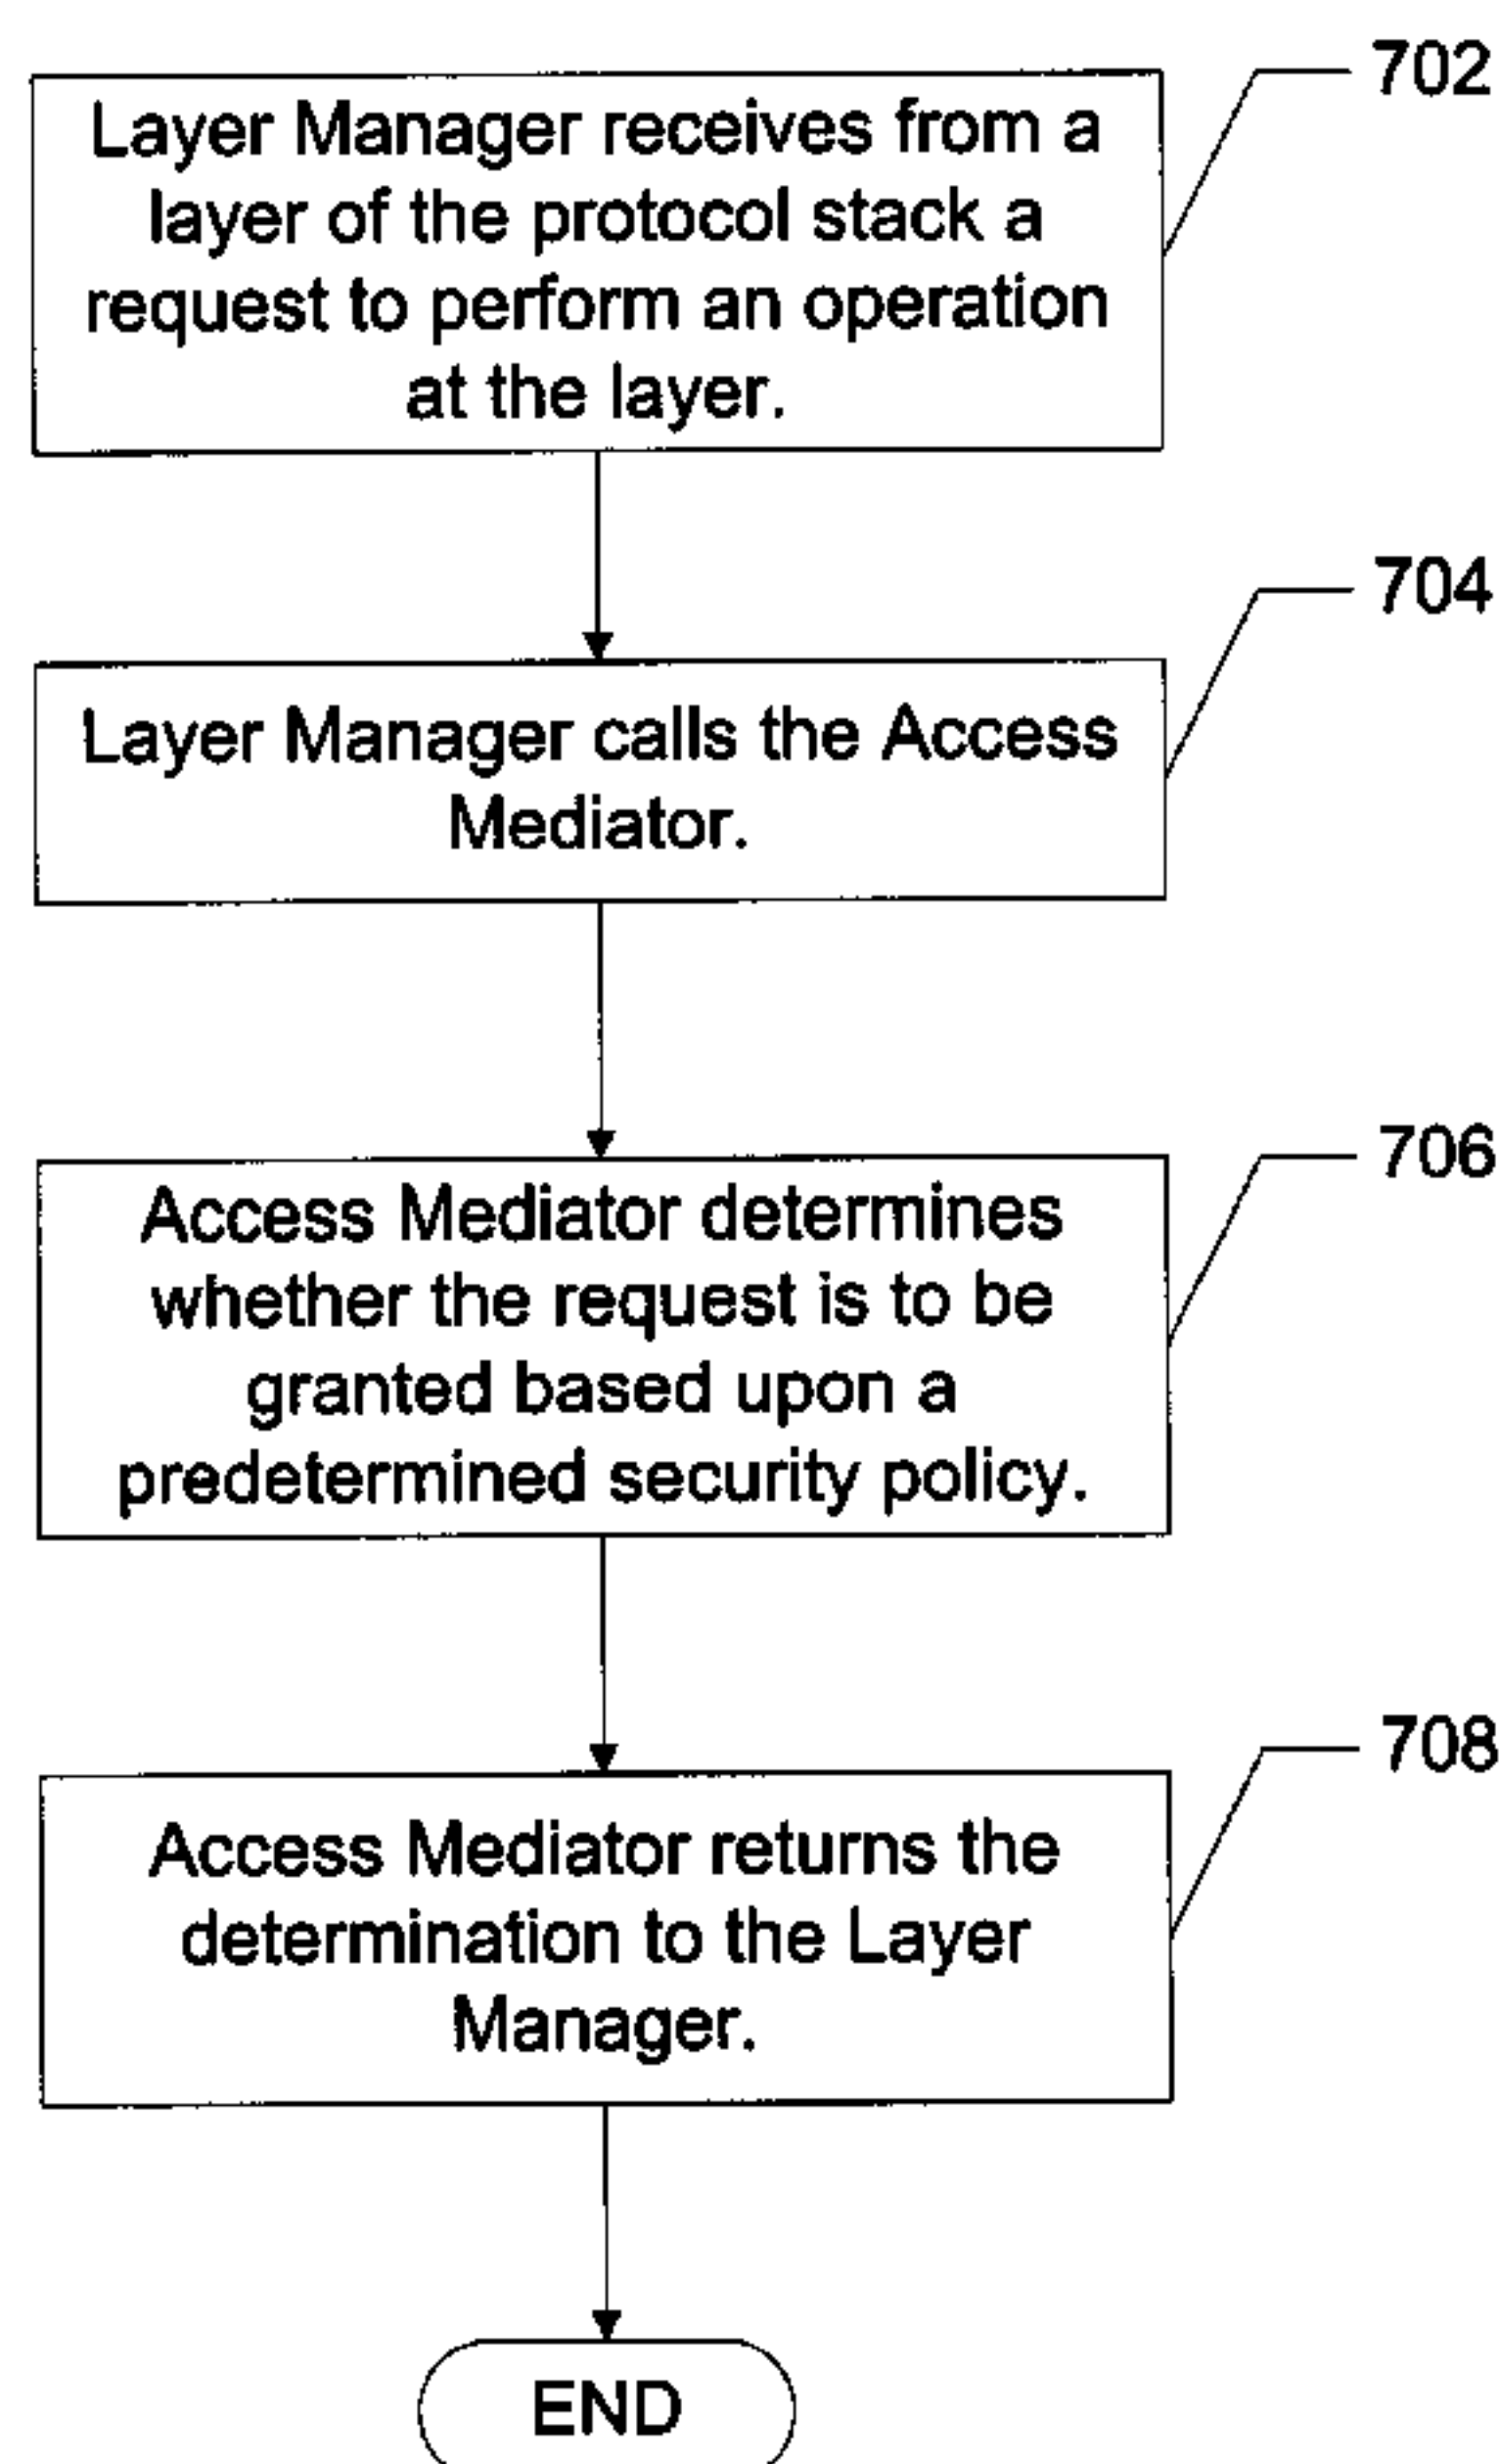 702
Layer Manager receives from a
layer of the protocol stack a
request to perform an operation
at the layer.
704
Layer Manager calls the Access
Mediator.
706
Access Mediator determines
whether the request is to be
granted based upon a
predetermined security policy.
708
Access Mediator returns the
determination to the Layer
Manager.
END